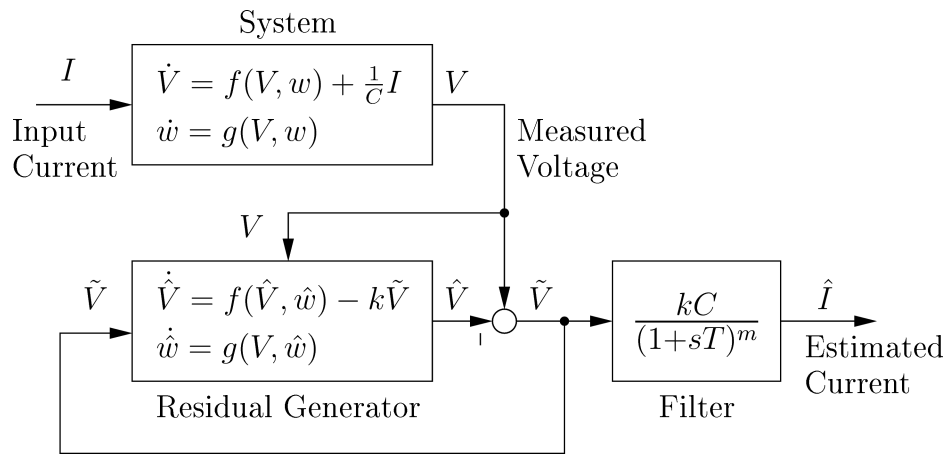 System
I
V̇ = f(V, w) + 1/C I
ẇ = g(V, w)
V
Input
Current
Measured
Voltage
V
Ṽ
V̂̇ = f(V̂, ŵ) − kṼ
ŵ̇ = g(V, ŵ)
V̂
Ṽ
kC
(1+sT)ᵐ
Î
Estimated
Current
Residual Generator
Filter